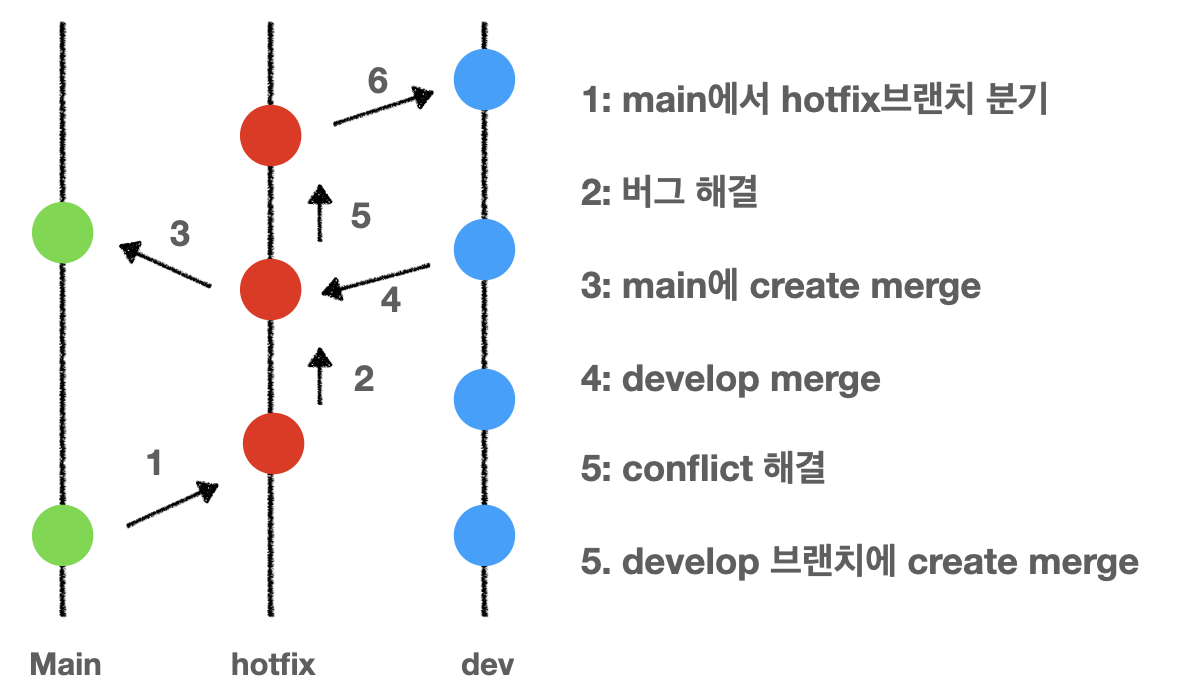 6
1: main에서 hotfix브랜치 분기
2: 버그 해결
5
3
3: main에 create merge
4
2
4: develop merge
1
5: conflict 해결
5. develop 브랜치에 create merge
Main
hotfix
dev